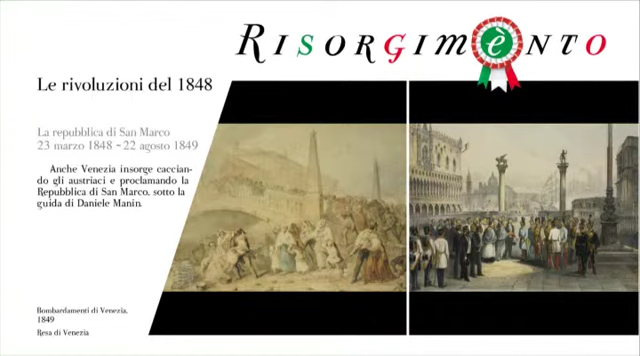 RISORGIMèNTO
Le rivoluzioni del 1848
La repubblica di San Marco
23 marzo 1848 - 22 agosto 1849
Anche Venezia insorge caccian-
do gli austriaci e proclamando la
Repubblica di San Marco, sotto la
guida di Daniele Manin.
Bombardamenti di Venezia,
1849
Resa di Venezia